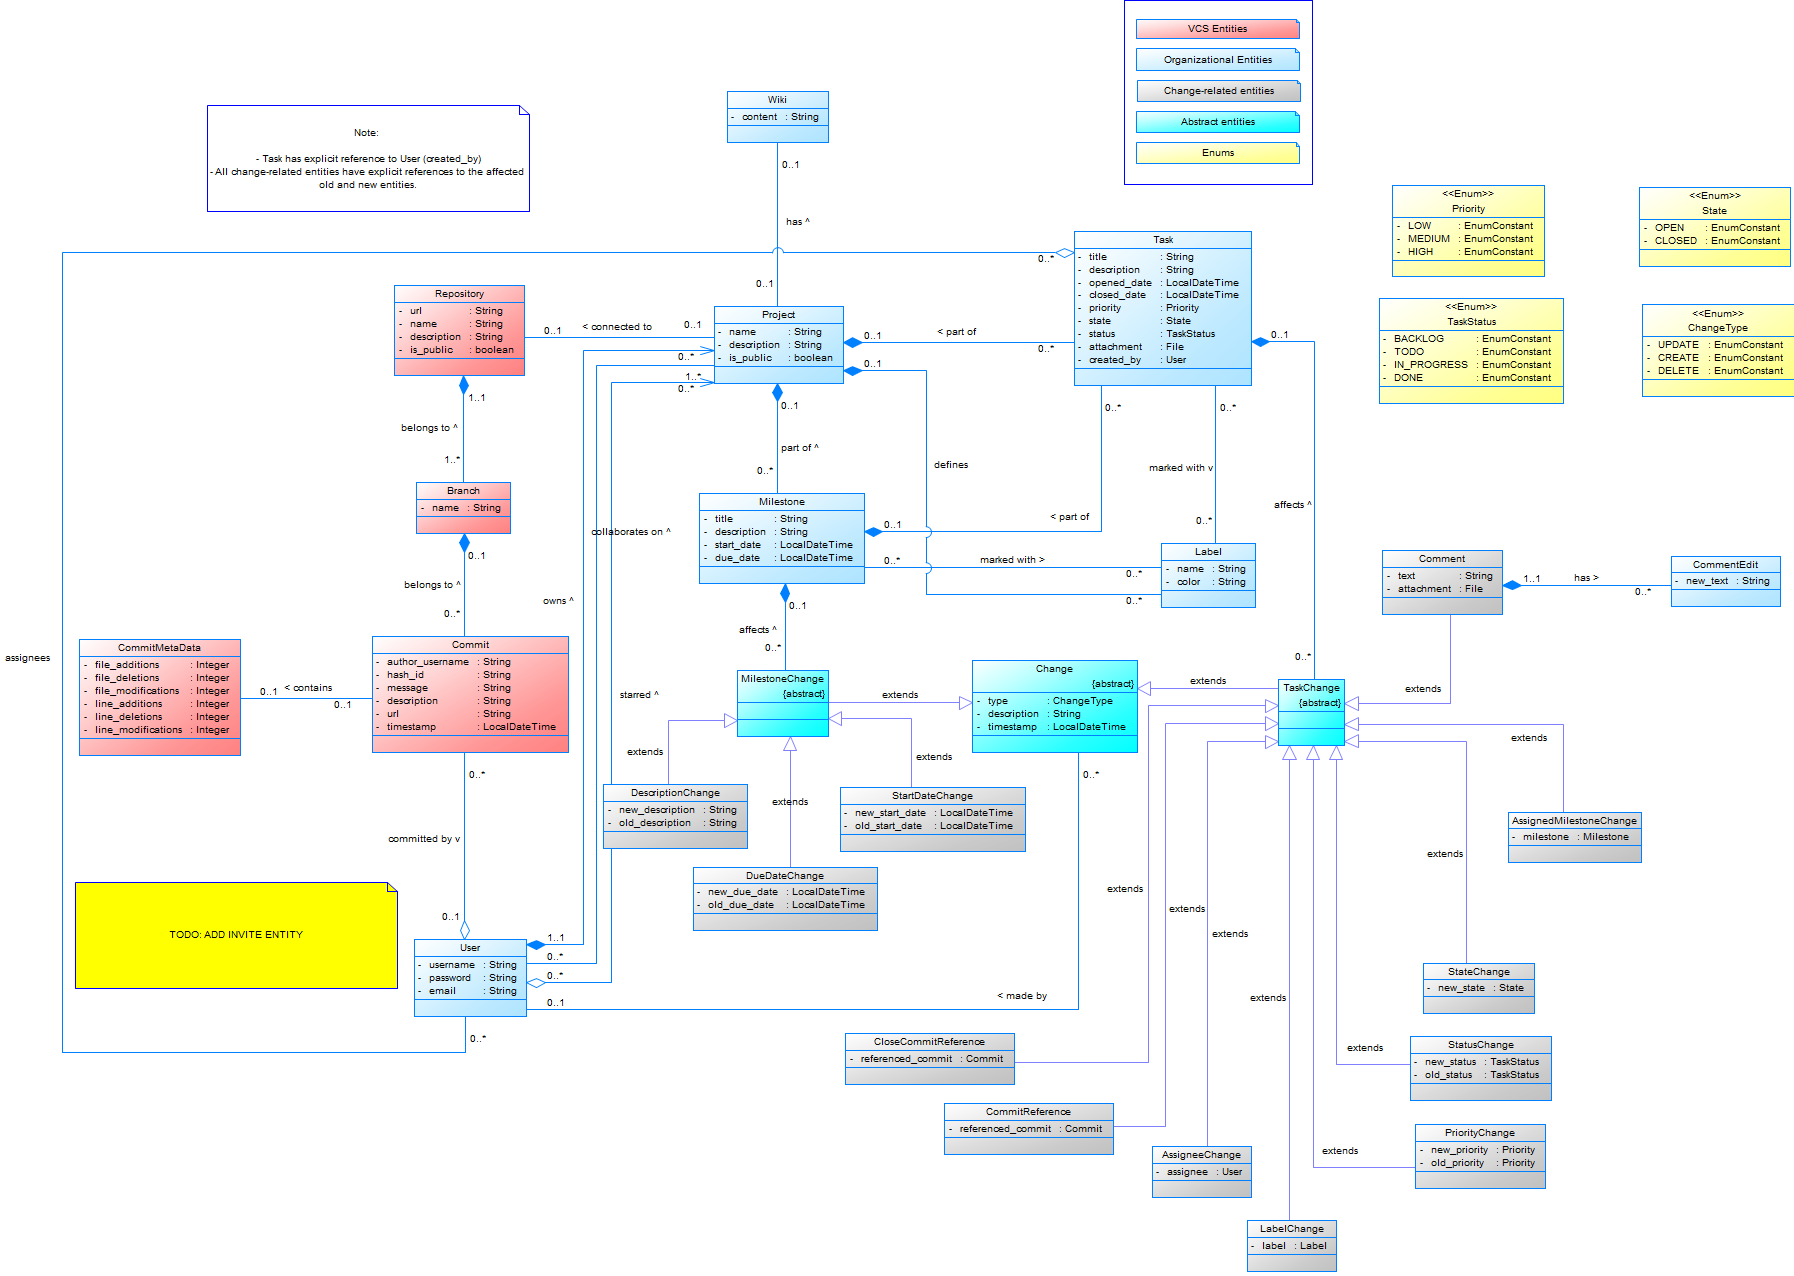 VCS Entities
Organizational Entities
Change-related entities
Abstract entities
Enums
Note:
- Task has explicit reference to User (created_by)
- All change-related entities have explicit references to the affected
old and new entities.
Wiki
- content : String
0..1
has ^
0..1
<<Enum>>
Priority
- LOW : EnumConstant
- MEDIUM : EnumConstant
- HIGH : EnumConstant
<<Enum>>
State
- OPEN : EnumConstant
- CLOSED : EnumConstant
<<Enum>>
TaskStatus
- BACKLOG : EnumConstant
- TODO : EnumConstant
- IN_PROGRESS : EnumConstant
- DONE : EnumConstant
<<Enum>>
ChangeType
- UPDATE : EnumConstant
- CREATE : EnumConstant
- DELETE : EnumConstant
Task
- title : String
- description : String
- opened_date : LocalDateTime
- closed_date : LocalDateTime
- priority : Priority
- state : State
- status : TaskStatus
- attachment : File
- created_by : User
0..*
Repository
- url : String
- name : String
- description : String
- is_public : boolean
0..1
< connected to
0..1
Project
- name : String
- description : String
- is_public : boolean
0..*
1..*
0..*
0..1
< part of
0..*
0..1
0..1
0..1
part of ^
0..*
defines
1..1
belongs to ^
1..*
Branch
- name : String
0..1
belongs to ^
0..*
collaborates on ^
owns ^
starred ^
assignees
Milestone
- title : String
- description : String
- start_date : LocalDateTime
- due_date : LocalDateTime
0..1
< part of
0..*
0..*
marked with >
0..*
0..*
0..*
marked with v
0..*
Label
- name : String
- color : String
affects ^
0..*
Comment
- text : String
- attachment : File
1..1
has >
0..*
CommentEdit
- new_text : String
0..1
affects ^
0..*
CommitMetaData
- file_additions : Integer
- file_deletions : Integer
- file_modifications : Integer
- line_additions : Integer
- line_deletions : Integer
- line_modifications : Integer
0..1
< contains
0..1
Commit
- author_username : String
- hash_id : String
- message : String
- description : String
- url : String
- timestamp : LocalDateTime
0..*
committed by v
0..1
MilestoneChange
{abstract}
extends
Change
{abstract}
- type : ChangeType
- description : String
- timestamp : LocalDateTime
0..*
extends
TaskChange
{abstract}
extends
extends
extends
extends
extends
DescriptionChange
- new_description : String
- old_description : String
StartDateChange
- new_start_date : LocalDateTime
- old_start_date : LocalDateTime
DueDateChange
- new_due_date : LocalDateTime
- old_due_date : LocalDateTime
AssignedMilestoneChange
- milestone : Milestone
extends
extends
extends
extends
extends
TODO: ADD INVITE ENTITY
User
- username : String
- password : String
- email : String
1..1
0..*
0..*
0..1
0..*
< made by
StateChange
- new_state : State
CloseCommitReference
- referenced_commit : Commit
extends
StatusChange
- new_status : TaskStatus
- old_status : TaskStatus
CommitReference
- referenced_commit : Commit
extends
PriorityChange
- new_priority : Priority
- old_priority : Priority
AssigneeChange
- assignee : User
LabelChange
- label : Label